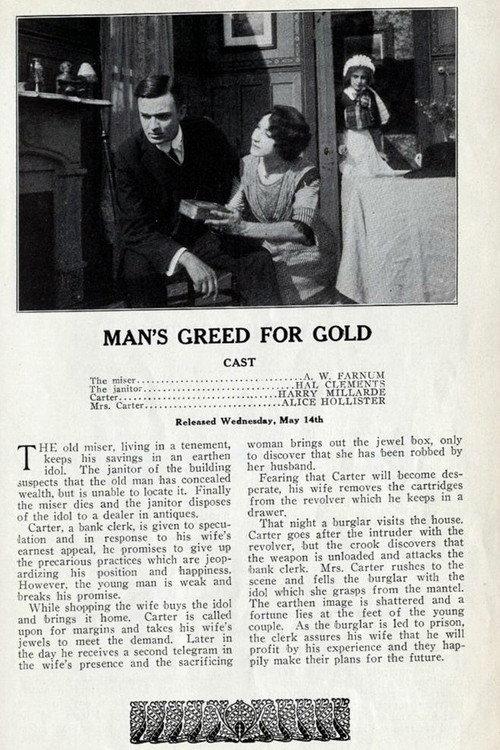 MAN'S GREED FOR GOLD
CAST
The miser..............................A. W. FARNUM
The janitor...........................HAL CLEMENTS
Carter............................HARRY MILLARDE
Mrs. Carter.......................ALICE HOLLISTER
Released Wednesday, May 14th
THE old miser, living in a tenement,
keeps his savings in an earthen
idol. The janitor of the building
suspects that the old man has concealed
wealth, but is unable to locate it. Finally
the miser dies and the janitor disposes
of the idol to a dealer in antiques.
Carter, a bank clerk, is given to specu-
lation and in response to his wife's
earnest appeal, he promises to give up
the precarious practices which are jeop-
ardizing his position and happiness.
However, the young man is weak and
breaks his promise.
While shopping the wife buys the idol
and brings it home. Carter is called
upon for margins and takes his wife's
jewels to meet the demand. Later in
the day he receives a second telegram in
the wife's presence and the sacrificing
woman brings out the jewel box, only
to discover that she has been robbed by
her husband.
Fearing that Carter will become des-
perate, his wife removes the cartridges
from the revolver which he keeps in a
drawer.
That night a burglar visits the house.
Carter goes after the intruder with the
revolver, but the crook discovers that
the weapon is unloaded and attacks the
bank clerk. Mrs. Carter rushes to the
scene and fells the burglar with the
idol which she grasps from the mantel.
The earthen image is shattered and a
fortune lies at the feet of the young
couple. As the burglar is led to prison,
the clerk assures his wife that he will
profit by his experience and they hap-
pily make their plans for the future.